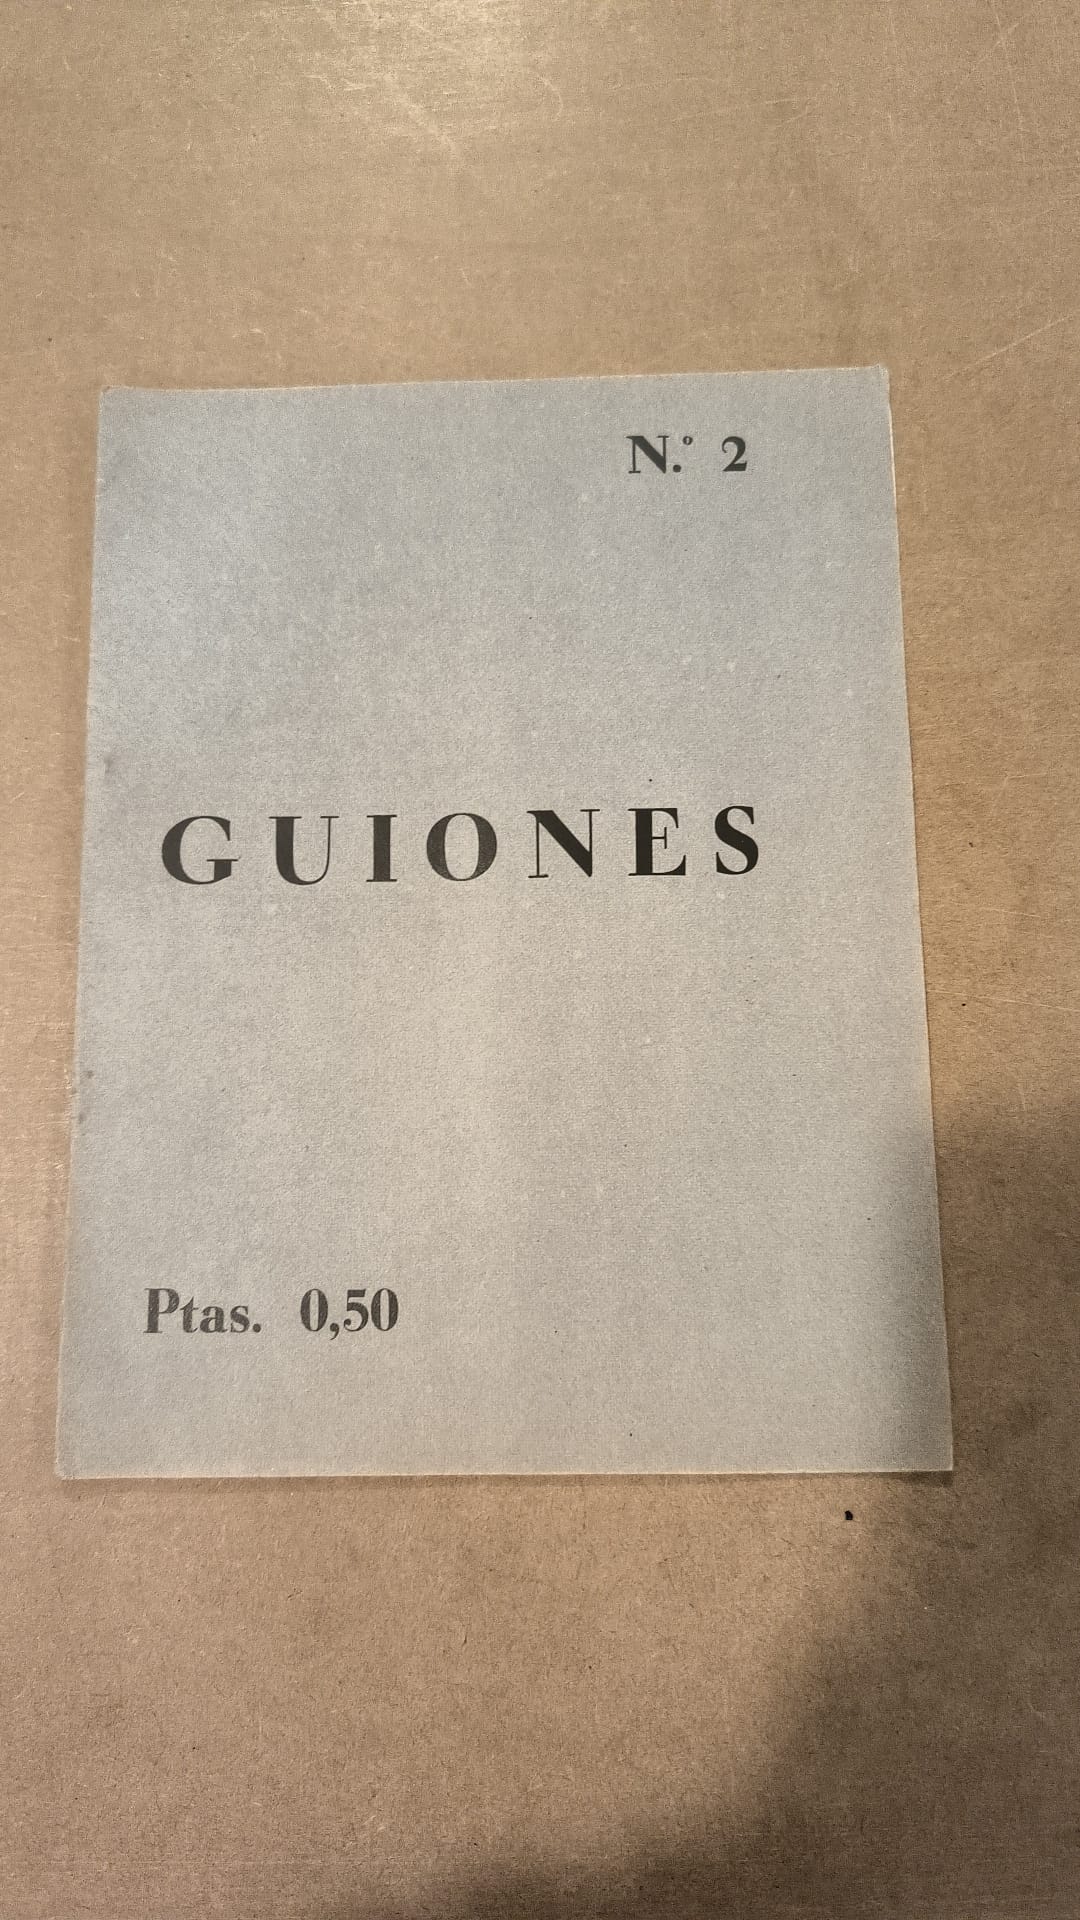 N.º 2
GUIONES
Ptas. 0,50